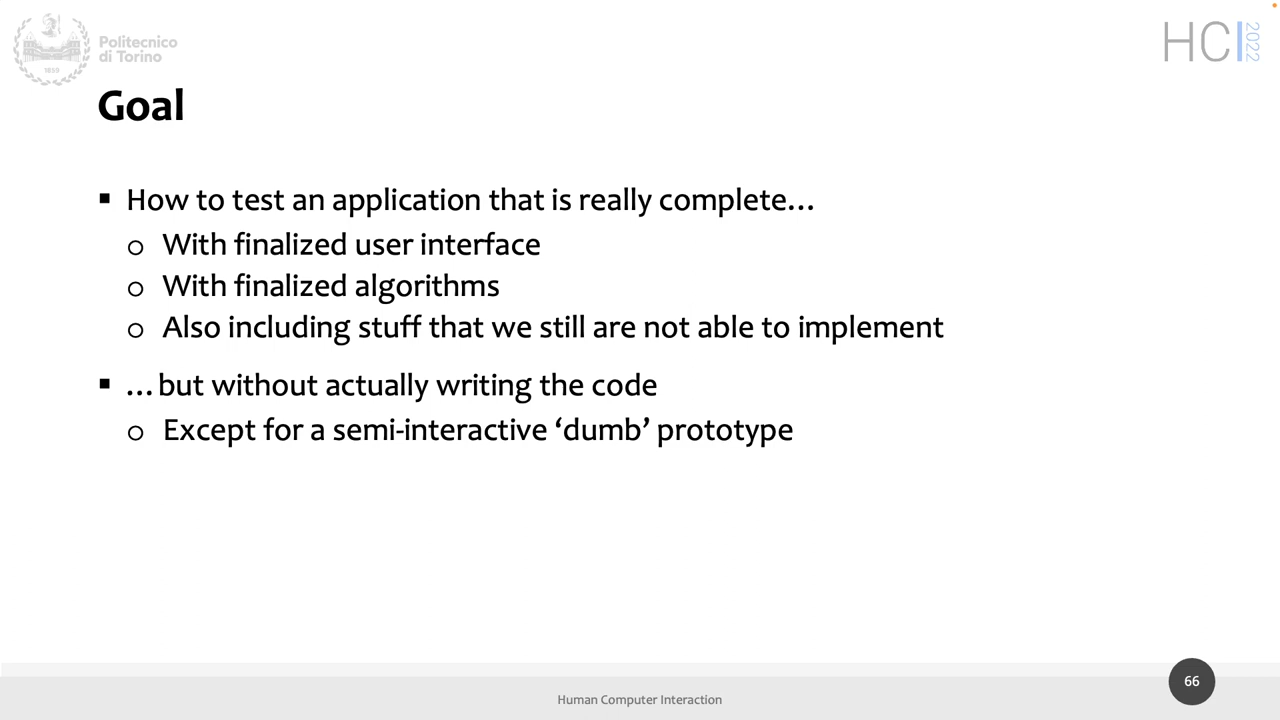 Politecnico
di Torino
1859
HCI 2022
Goal
▪ How to test an application that is really complete…
o With finalized user interface
o With finalized algorithms
o Also including stuff that we still are not able to implement
▪ …but without actually writing the code
o Except for a semi-interactive ‘dumb’ prototype
66
Human Computer Interaction